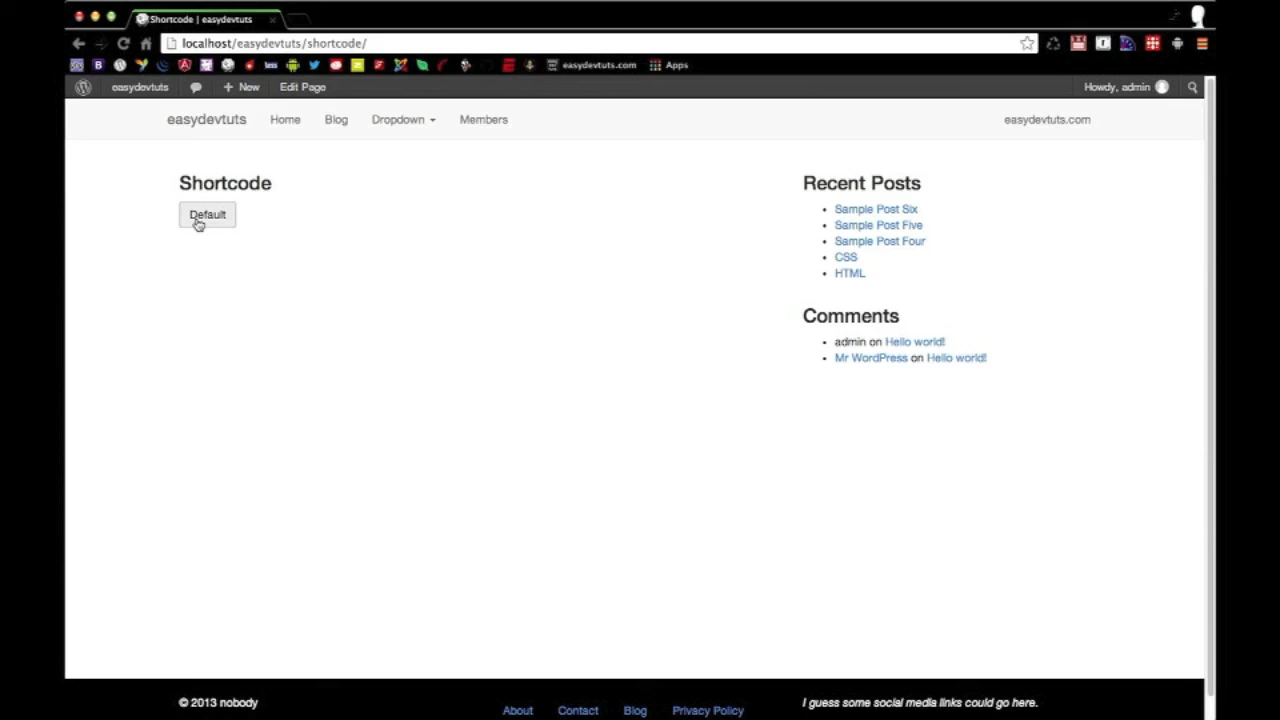 Shortcode | easydevtuts
localhost/easydevtuts/shortcode/
easydevtuts.com Apps
easydevtuts New Edit Page Howdy, admin
easydevtuts Home Blog Dropdown Members easydevtuts.com
Shortcode
Default
Recent Posts
Sample Post Six
Sample Post Five
Sample Post Four
CSS
HTML
Comments
admin on Hello world!
Mr WordPress on Hello world!
© 2013 nobody
About Contact Blog Privacy Policy
I guess some social media links could go here.